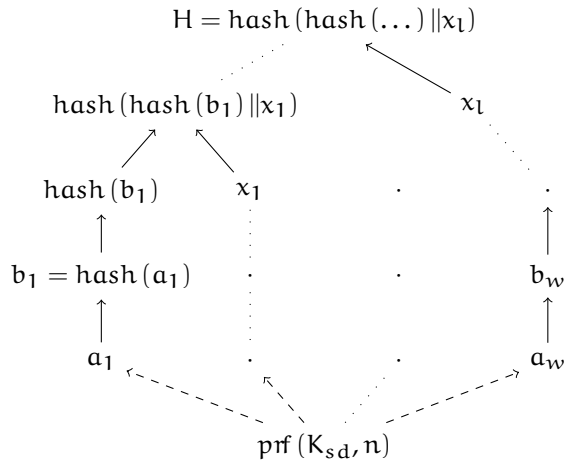 H = hash (hash (...) ||x_l)
hash (hash (b_1) ||x_1) x_l
hash (b_1) x_1 . .
b_1 = hash (a_1) . . b_w
a_1 . . a_w
prf (K_sd, n)